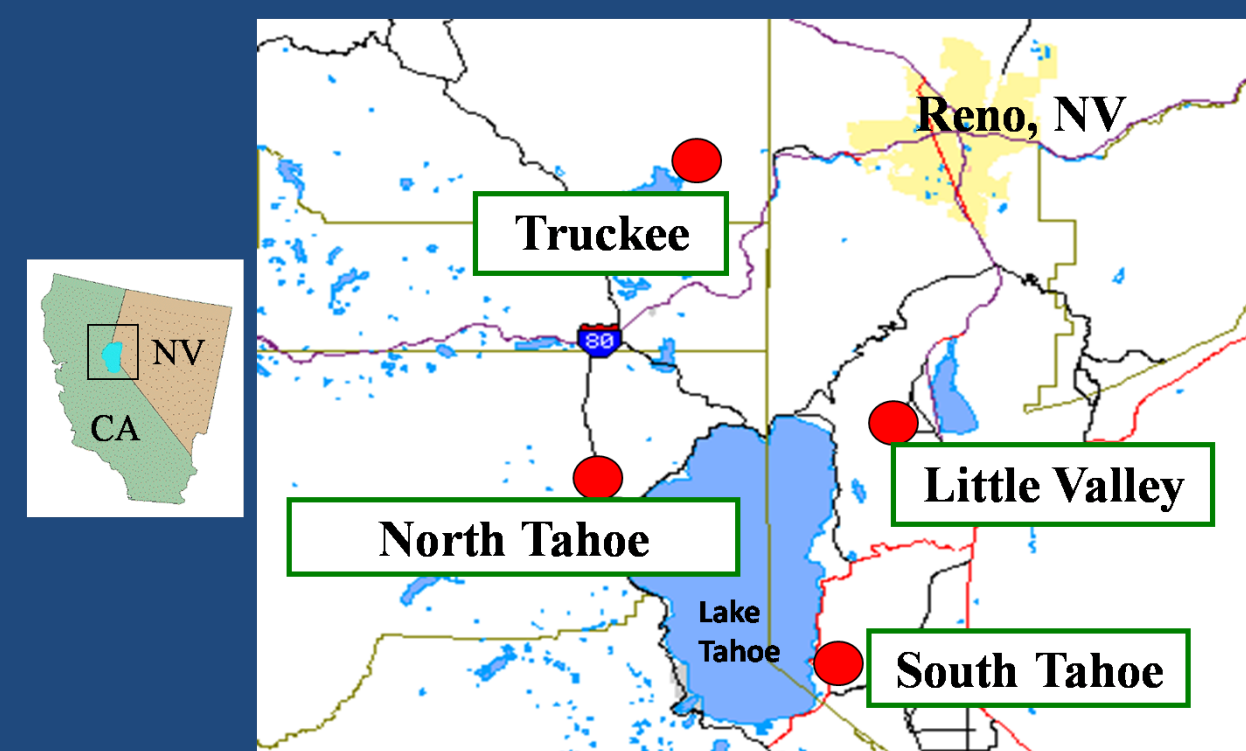 Reno, NV
Truckee
80
NV
CA
Little Valley
North Tahoe
Lake
Tahoe
South Tahoe